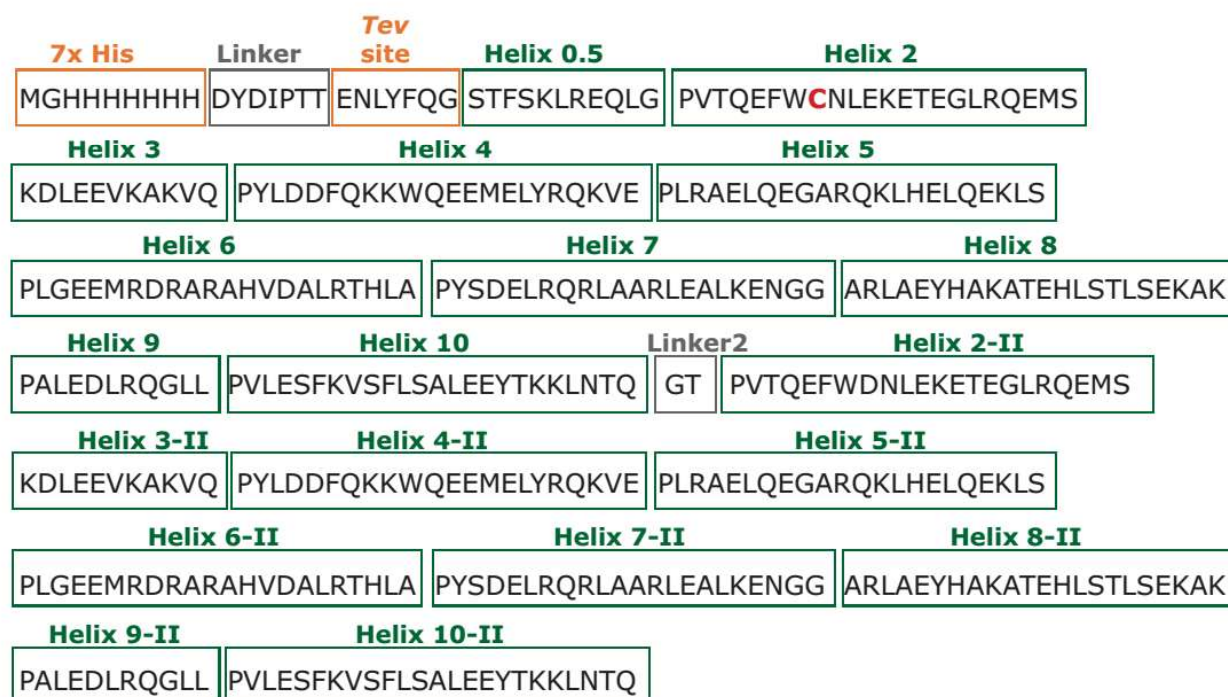 Tev
7x His Linker site Helix 0.5 Helix 2
MGHHHHHHH DYDIPTT ENLYFQG STFSKLREQLG PVTQEFWCNLEKETEGLRQEMS
Helix 3 Helix 4 Helix 5
KDLEEVKAKVQ PYLDDFQKKWQEEMELYRQKVE PLRAELQEGARQKLHELQEKLS
Helix 6 Helix 7 Helix 8
PLGEEMRDRARAHVDALRTHLA PYSDELRQRLAARLEALKENGG ARLAEYHAKATEHLSTLSEKAK
Helix 9 Helix 10 Linker2 Helix 2-II
PALEDLRQGLL PVLESFKVSFLSALEEYTKKLNTQ GT PVTQEFWDNLEKETEGLRQEMS
Helix 3-II Helix 4-II Helix 5-II
KDLEEVKAKVQ PYLDDFQKKWQEEMELYRQKVE PLRAELQEGARQKLHELQEKLS
Helix 6-II Helix 7-II Helix 8-II
PLGEEMRDRARAHVDALRTHLA PYSDELRQRLAARLEALKENGG ARLAEYHAKATEHLSTLSEKAK
Helix 9-II Helix 10-II
PALEDLRQGLL PVLESFKVSFLSALEEYTKKLNTQ